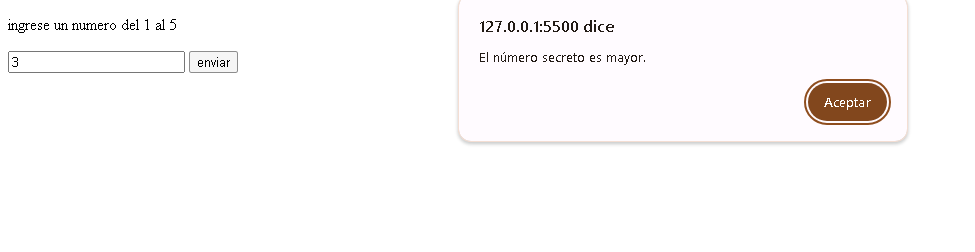 ingrese un numero del 1 al 5
3
enviar
127.0.0.1:5500 dice
El número secreto es mayor.
Aceptar